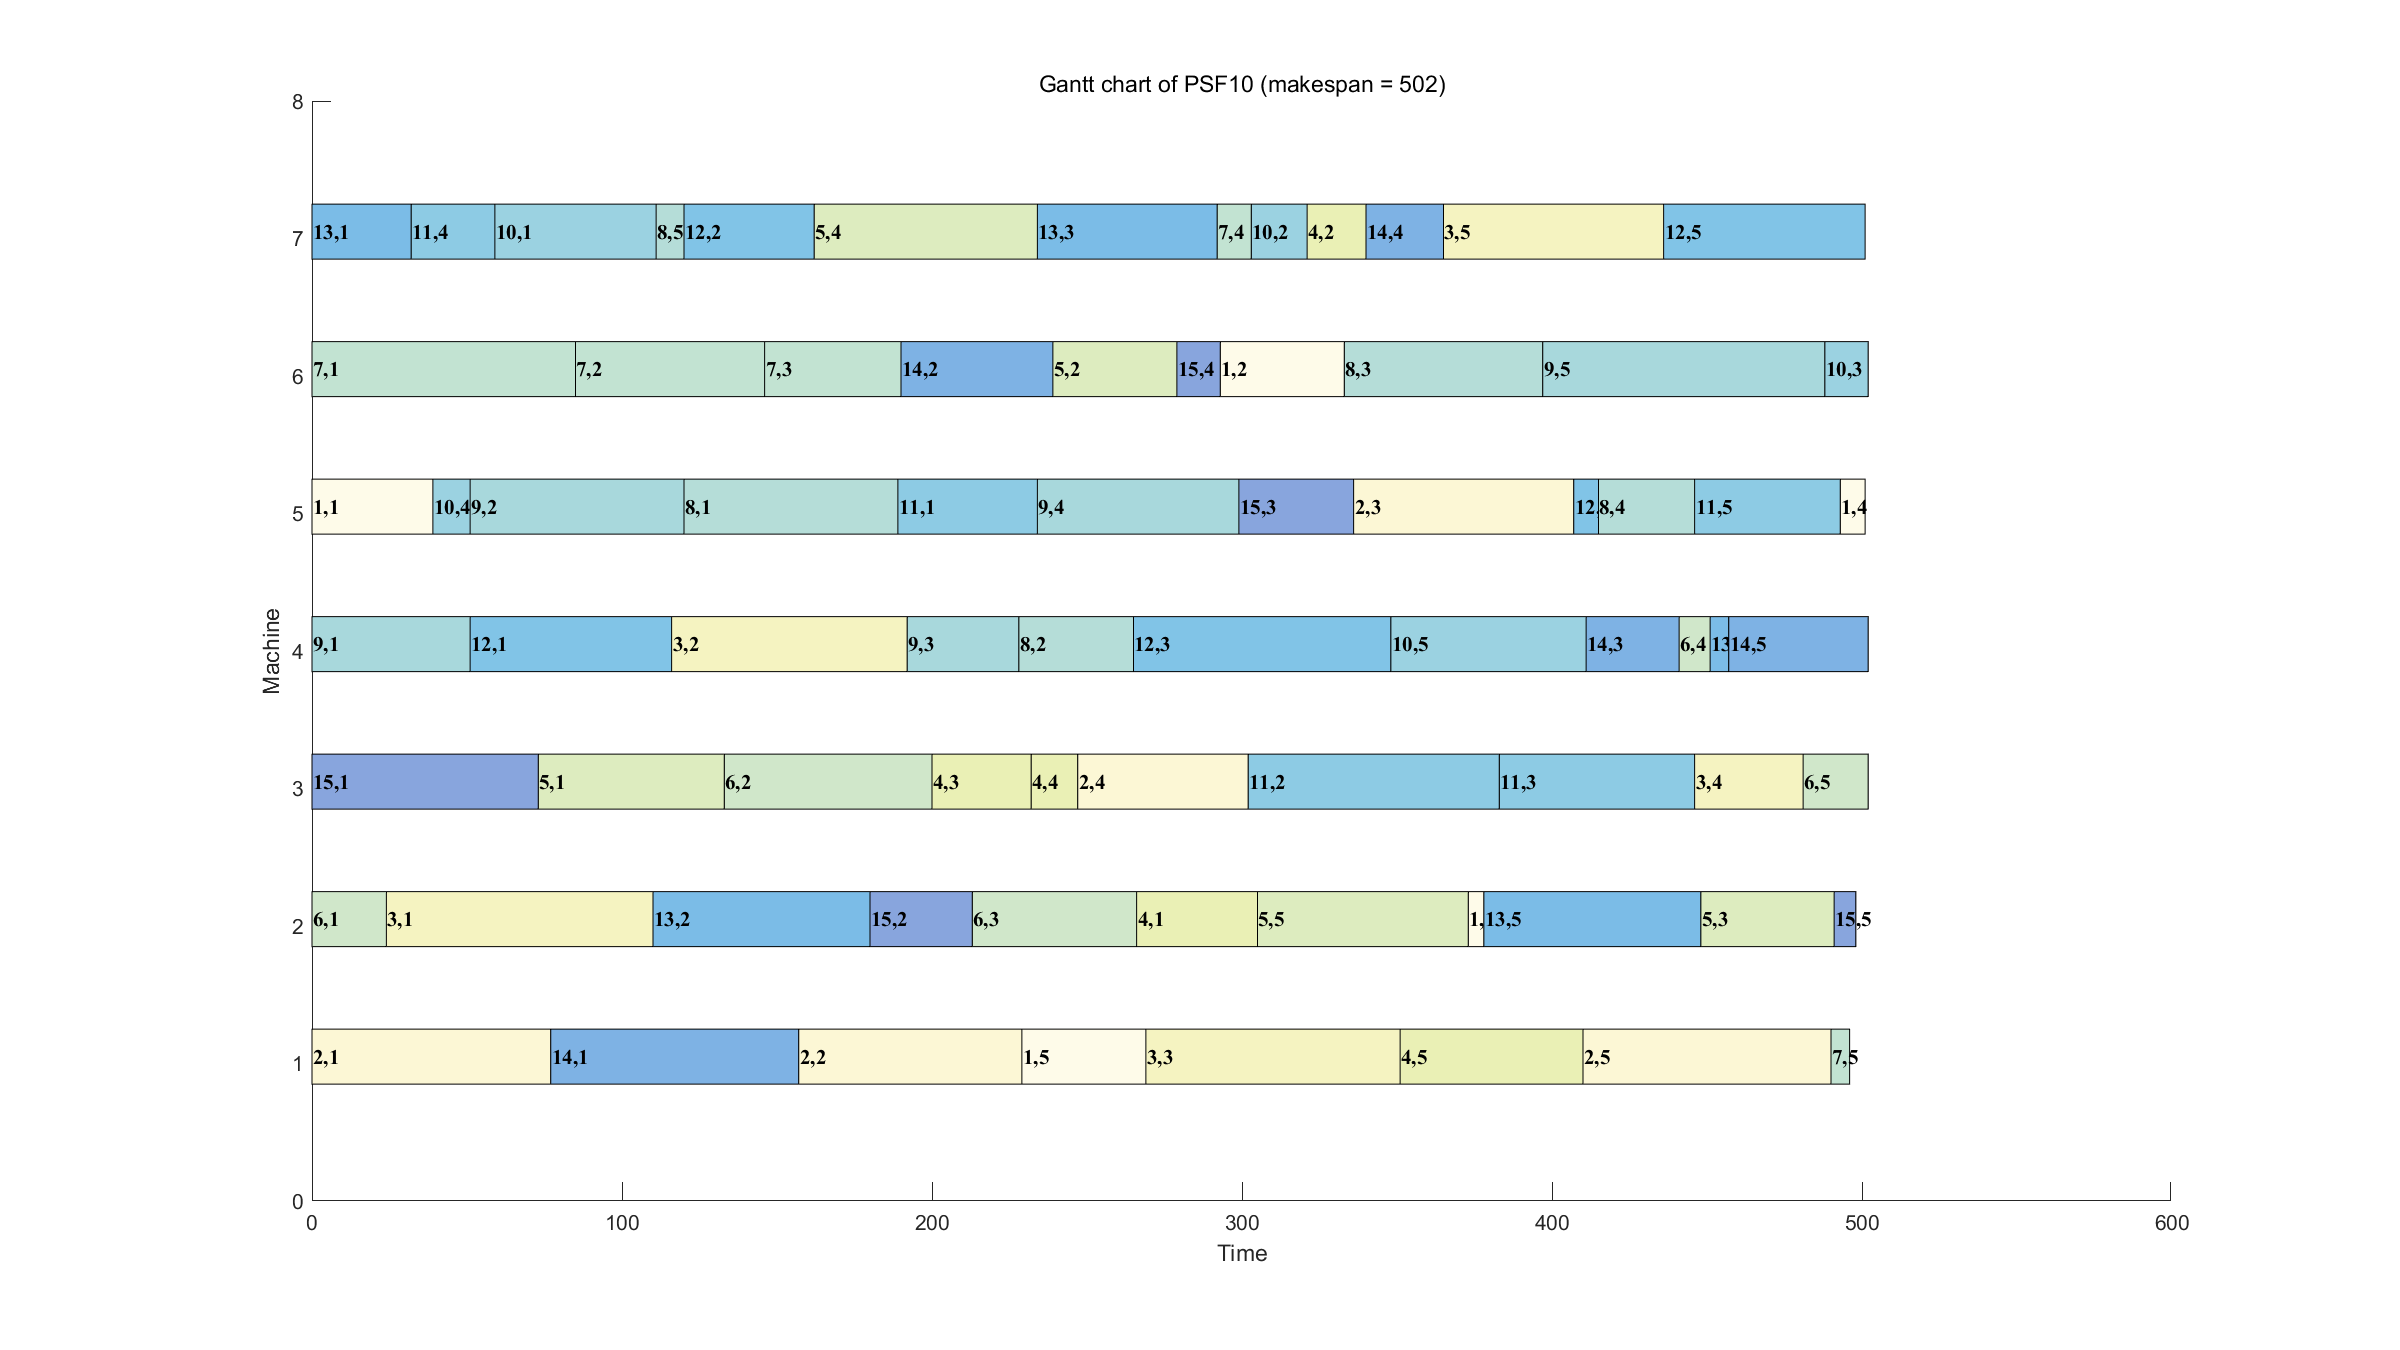 Gantt chart of PSF10 (makespan = 502)
8
7
13,1 11,4 10,1 8,5 12,2 5,4 13,3 7,4 10,2 4,2 14,4 3,5 12,5
6
7,1 7,2 7,3 14,2 5,2 15,4 1,2 8,3 9,5 10,3
5
1,1 10,4 9,2 8,1 11,1 9,4 15,3 2,3 12 8,4 11,5 1,4
4
9,1 12,1 3,2 9,3 8,2 12,3 10,5 14,3 6,4 13 14,5
3
15,1 5,1 6,2 4,3 4,4 2,4 11,2 11,3 3,4 6,5
2
6,1 3,1 13,2 15,2 6,3 4,1 5,5 1, 13,5 5,3 15,5
1
2,1 14,1 2,2 1,5 3,3 4,5 2,5 7,5
0
Machine
0 100 200 300 400 500 600
Time